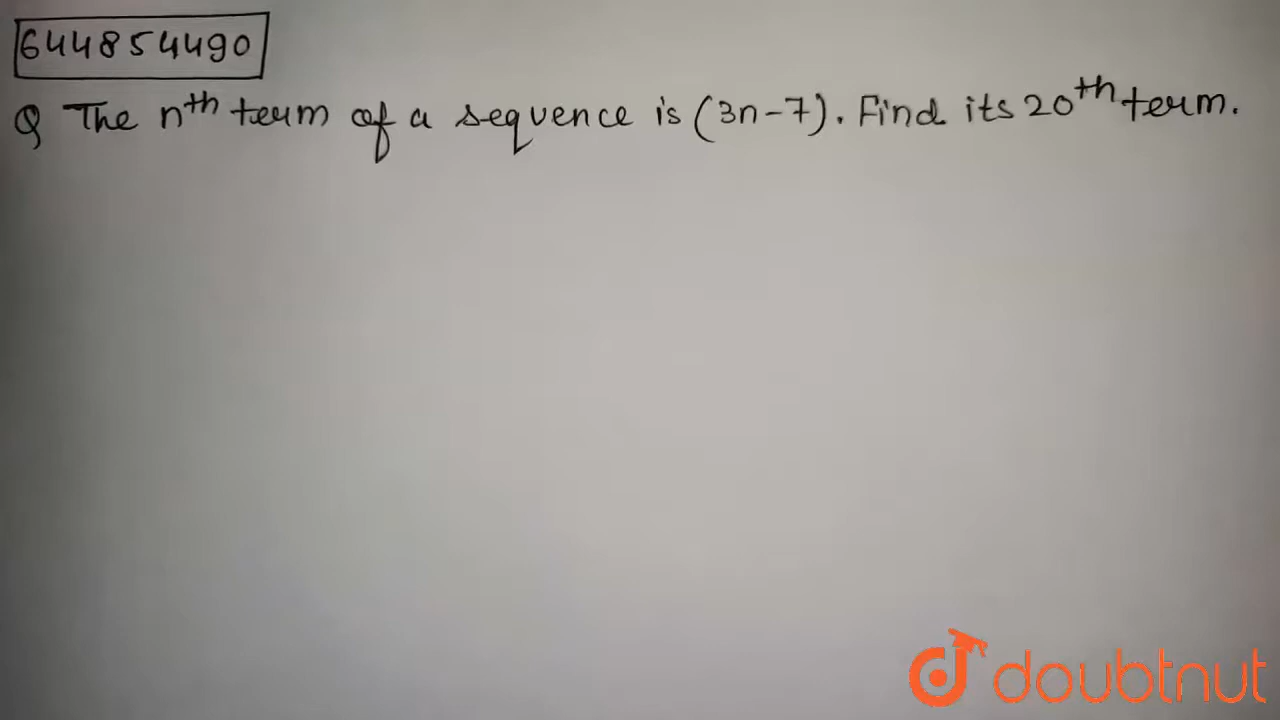 644854490
Q The nth term of a sequence is (3n-7). Find its 20th term.
doubtnut